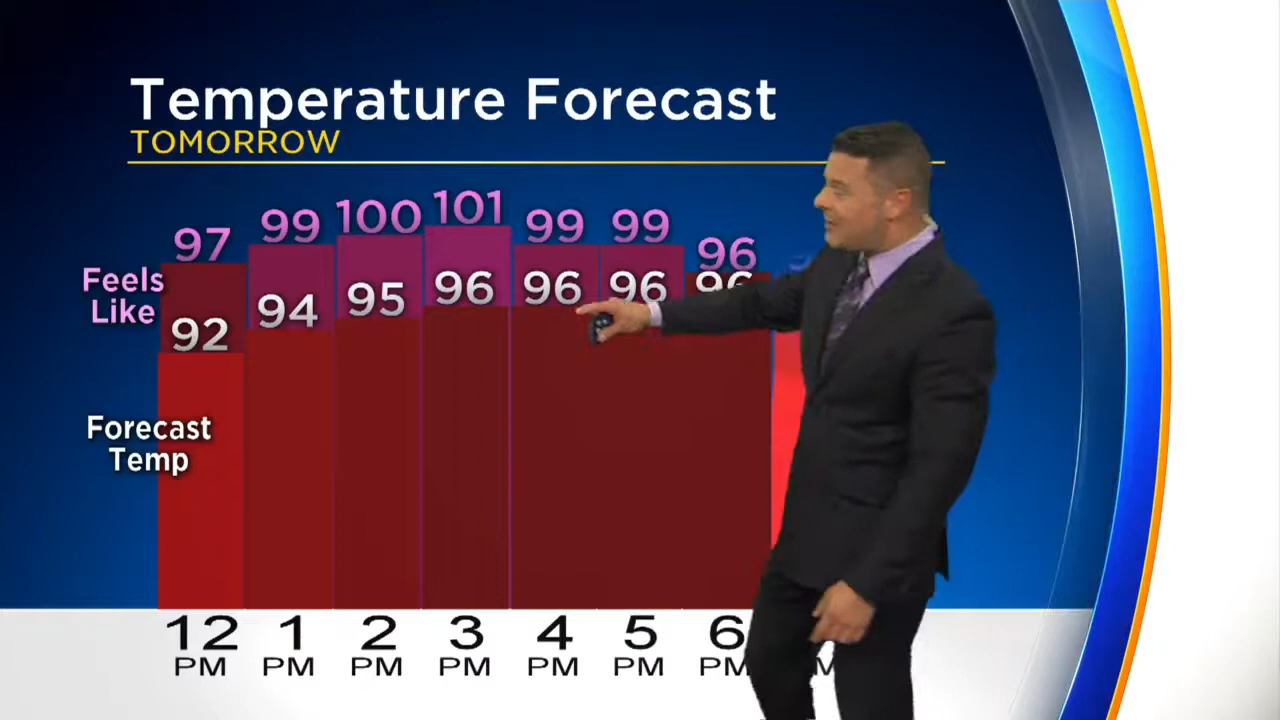 Temperature Forecast
TOMORROW
97 99 100 101 99 99 96
Feels
Like
92 94 95 96 96 96 96
Forecast
Temp
12 1 2 3 4 5 6
PM PM PM PM PM PM PM